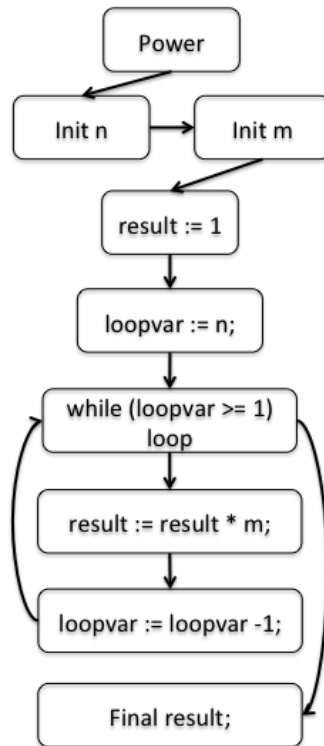 Power
Init n
Init m
result := 1
loopvar := n;
while (loopvar >= 1)
loop
result := result * m;
loopvar := loopvar -1;
Final result;